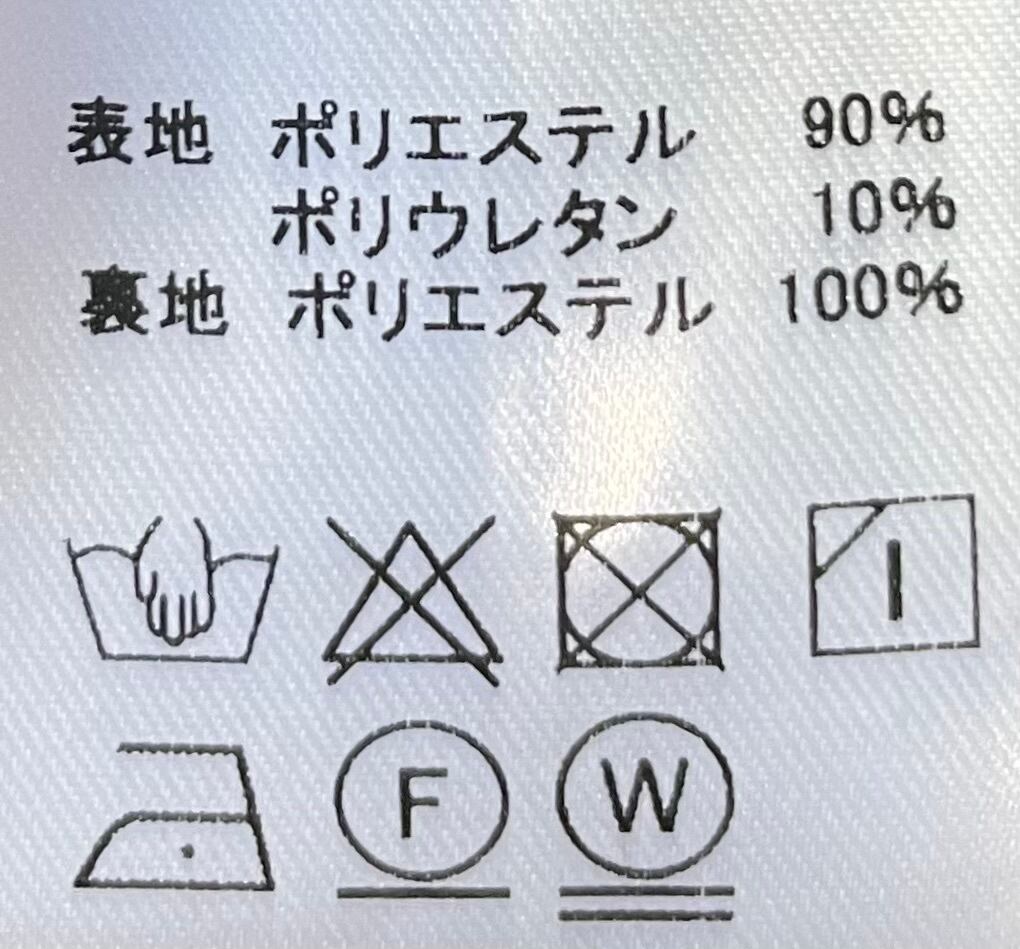 表地 ポリエステル 90%
ポリウレタン 10%
裏地 ポリエステル 100%
F W